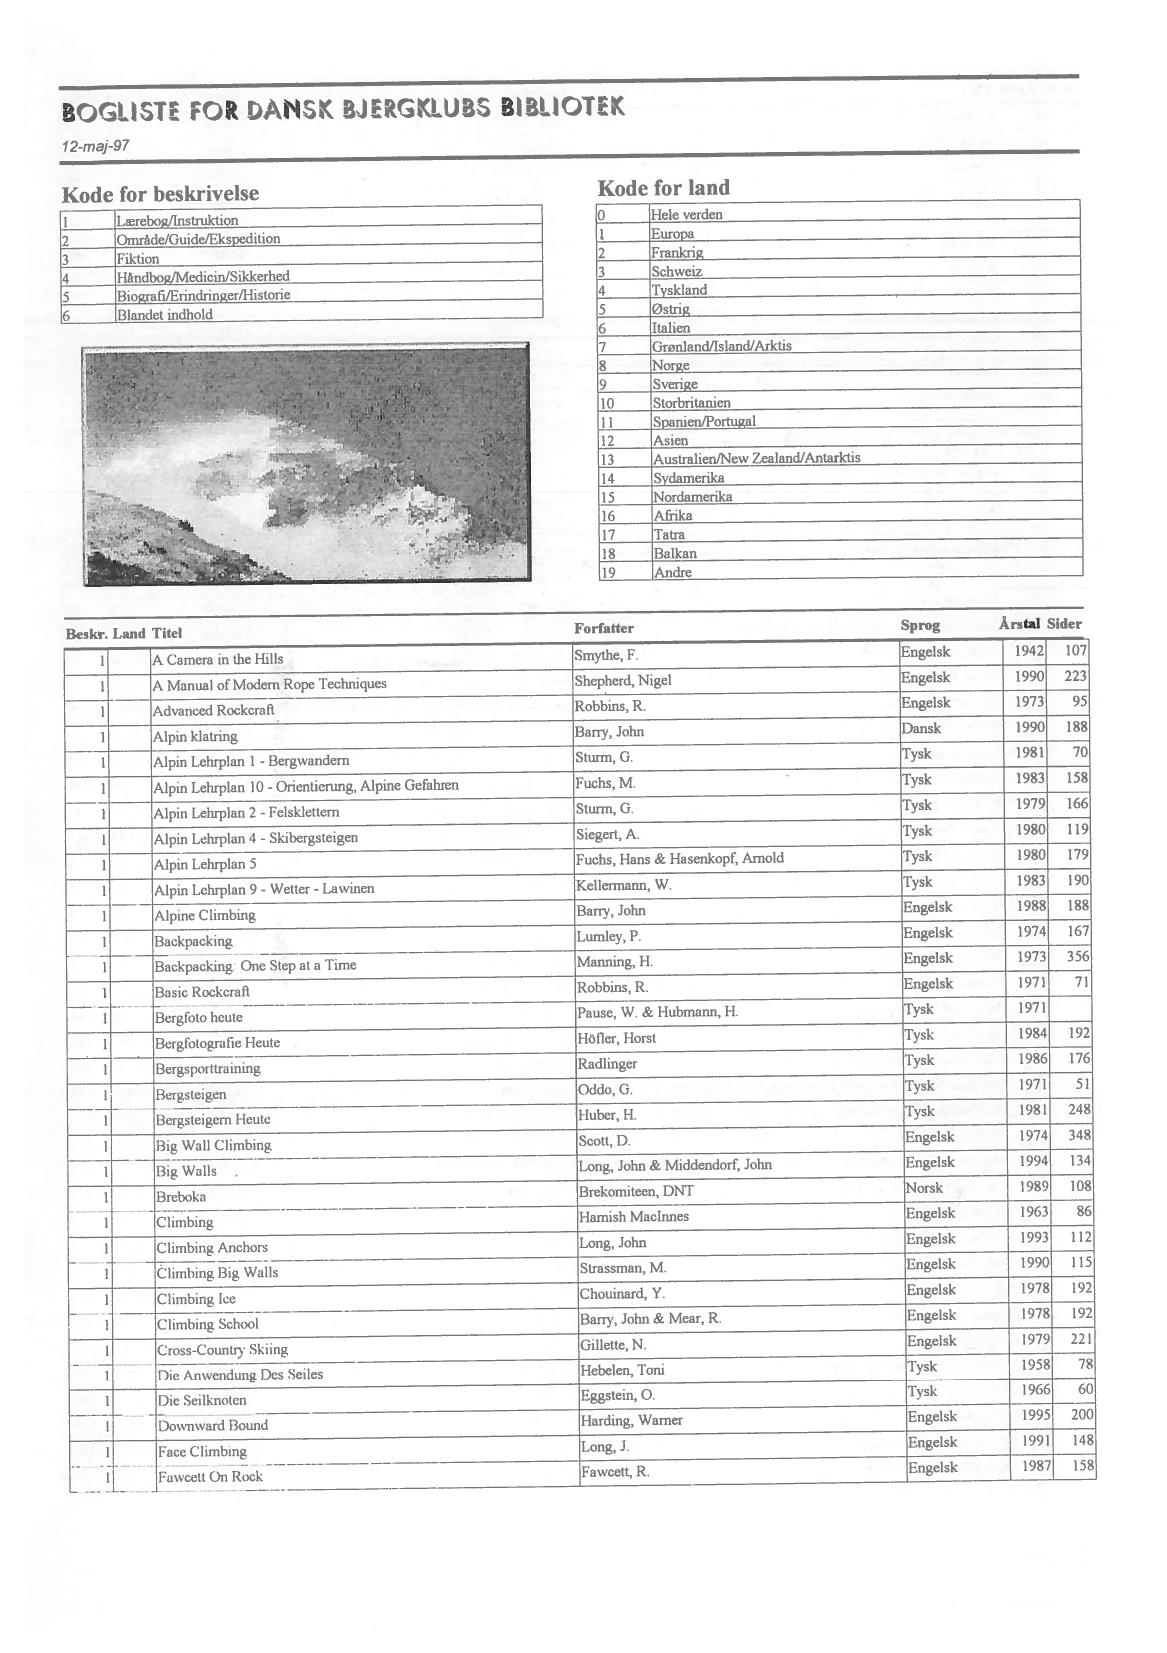 BOGLISTE FOR DANSK BJERGKLUBS BIBLIOTEK
12-maj-97
Kode for beskrivelse
1 Lærebog/Instruktion
2 Område/Guide/Ekspedition
3 Fiktion
4 Håndbog/Medicin/Sikkerhed
5 Biografi/Erindringer/Historie
6 Blandet indhold
Kode for land
0 Hele verden
1 Europa
2 Frankrig
3 Schweiz
4 Tyskland
5 Østrig
6 Italien
7 Grønland/Island/Arktis
8 Norge
9 Sverige
10 Storbritanien
11 Spanien/Portugal
12 Asien
13 Australien/New Zealand/Antarktis
14 Sydamerika
15 Nordamerika
16 Afrika
17 Tatra
18 Balkan
19 Andre
Beskr. Land Titel Forfatter Sprog Årstal Sider
1 A Camera in the Hills Smythe, F. Engelsk 1942 107
1 A Manual of Modern Rope Techniques Shepherd, Nigel Engelsk 1990 223
1 Advanced Rockcraft Robbins, R. Engelsk 1973 95
1 Alpin klatring Barry, John Dansk 1990 188
1 Alpin Lehrplan 1 - Bergwandern Sturm, G. Tysk 1981 70
1 Alpin Lehrplan 10 - Orientierung, Alpine Gefahren Fuchs, M. Tysk 1983 158
1 Alpin Lehrplan 2 - Felsklettern Sturm, G. Tysk 1979 166
1 Alpin Lehrplan 4 - Skibergsteigen Siegert, A. Tysk 1980 119
1 Alpin Lehrplan 5 Fuchs, Hans & Hasenkopf, Arnold Tysk 1980 179
1 Alpin Lehrplan 9 - Wetter - Lawinen Kellermann, W. Tysk 1983 190
1 Alpine Climbing Barry, John Engelsk 1988 188
1 Backpacking Lumley, P. Engelsk 1974 167
1 Backpacking: One Step at a Time Manning, H. Engelsk 1973 356
1 Basic Rockcraft Robbins, R. Engelsk 1971 71
1 Bergfoto heute Pause, W. & Hubmann, H. Tysk 1971
1 Bergfotografie Heute Höfler, Horst Tysk 1984 192
1 Bergsporttraining Radlinger Tysk 1986 176
1 Bergsteigen Oddo, G. Tysk 1971 51
1 Bergsteigern Heute Huber, H. Tysk 1981 248
1 Big Wall Climbing Scott, D. Engelsk 1974 348
1 Big Walls Long, John & Middendorf, John Engelsk 1994 134
1 Breboka Brekomiteen, DNT Norsk 1989 108
1 Climbing Hamish MacInnes Engelsk 1963 86
1 Climbing Anchors Long, John Engelsk 1993 112
1 Climbing Big Walls Strassman, M. Engelsk 1990 115
1 Climbing Ice Chouinard, Y. Engelsk 1978 192
1 Climbing School Barry, John & Mear, R. Engelsk 1978 192
1 Cross-Country Skiing Gillette, N. Engelsk 1979 221
1 Die Anwendung Des Seiles Hebelen, Toni Tysk 1958 78
1 Die Seilknoten Eggstein, O. Tysk 1966 60
1 Downward Bound Harding, Warner Engelsk 1995 200
1 Face Climbing Long, J. Engelsk 1991 148
1 Fawcett On Rock Fawcett, R. Engelsk 1987 158